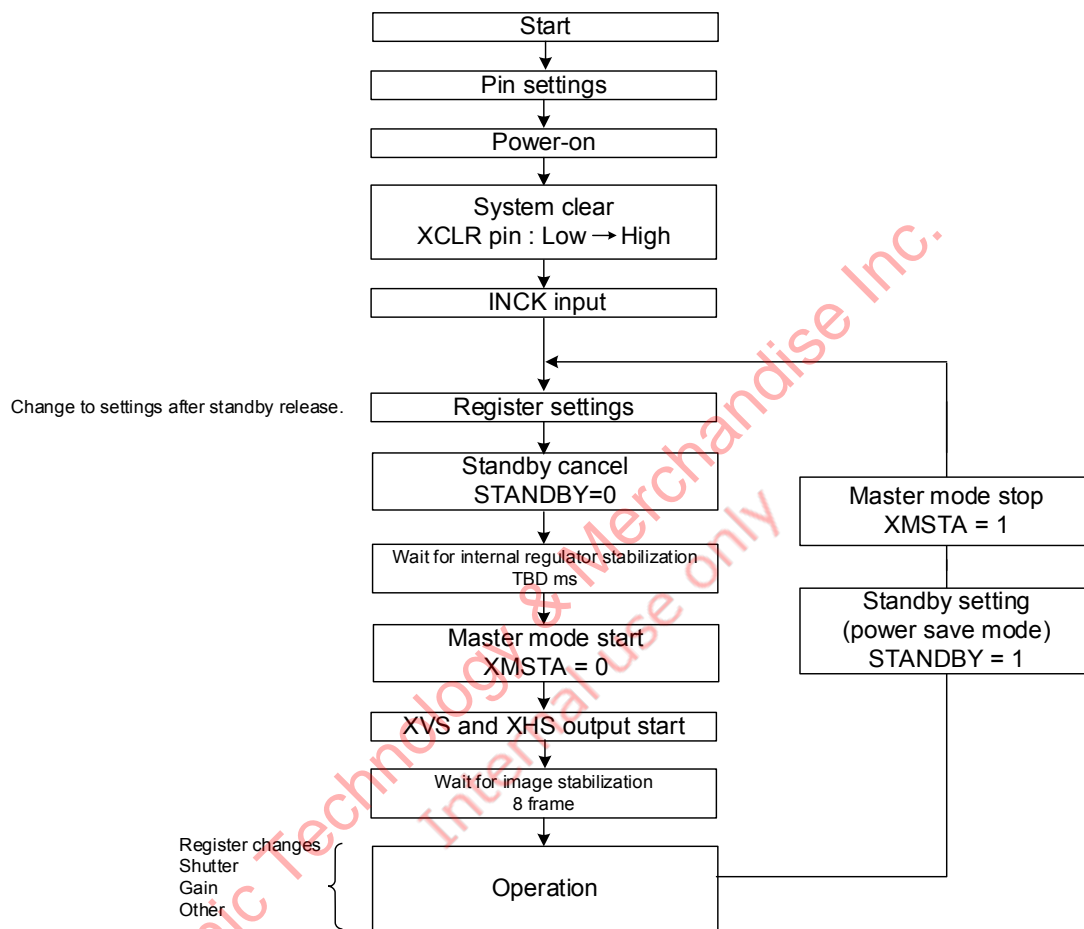 Start
Pin settings
Power-on
System clear
XCLR pin : Low → High
INCK input
Change to settings after standby release.
Register settings
Standby cancel
STANDBY=0
Wait for internal regulator stabilization
TBD ms
Master mode start
XMSTA = 0
XVS and XHS output start
Wait for image stabilization
8 frame
Register changes
Shutter
Gain
Other
Operation
Master mode stop
XMSTA = 1
Standby setting
(power save mode)
STANDBY = 1
Technology & Merchandise Inc.
Internal use only